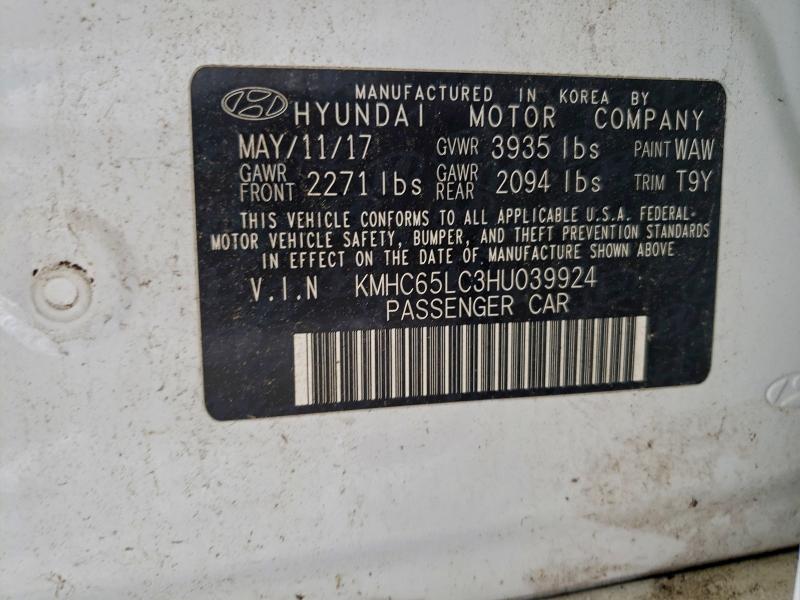 MANUFACTURED IN KOREA BY
HYUNDAI MOTOR COMPANY
MAY/11/17 GVWR 3935 lbs PAINT WAW
GAWR FRONT 2271 lbs GAWR REAR 2094 lbs TRIM T9Y
THIS VEHICLE CONFORMS TO ALL APPLICABLE U.S.A. FEDERAL-
MOTOR VEHICLE SAFETY, BUMPER, AND THEFT PREVENTION STANDARDS
IN EFFECT ON THE DATE OF MANUFACTURE SHOWN ABOVE
V.I.N KMHC65LC3HU039924
PASSENGER CAR